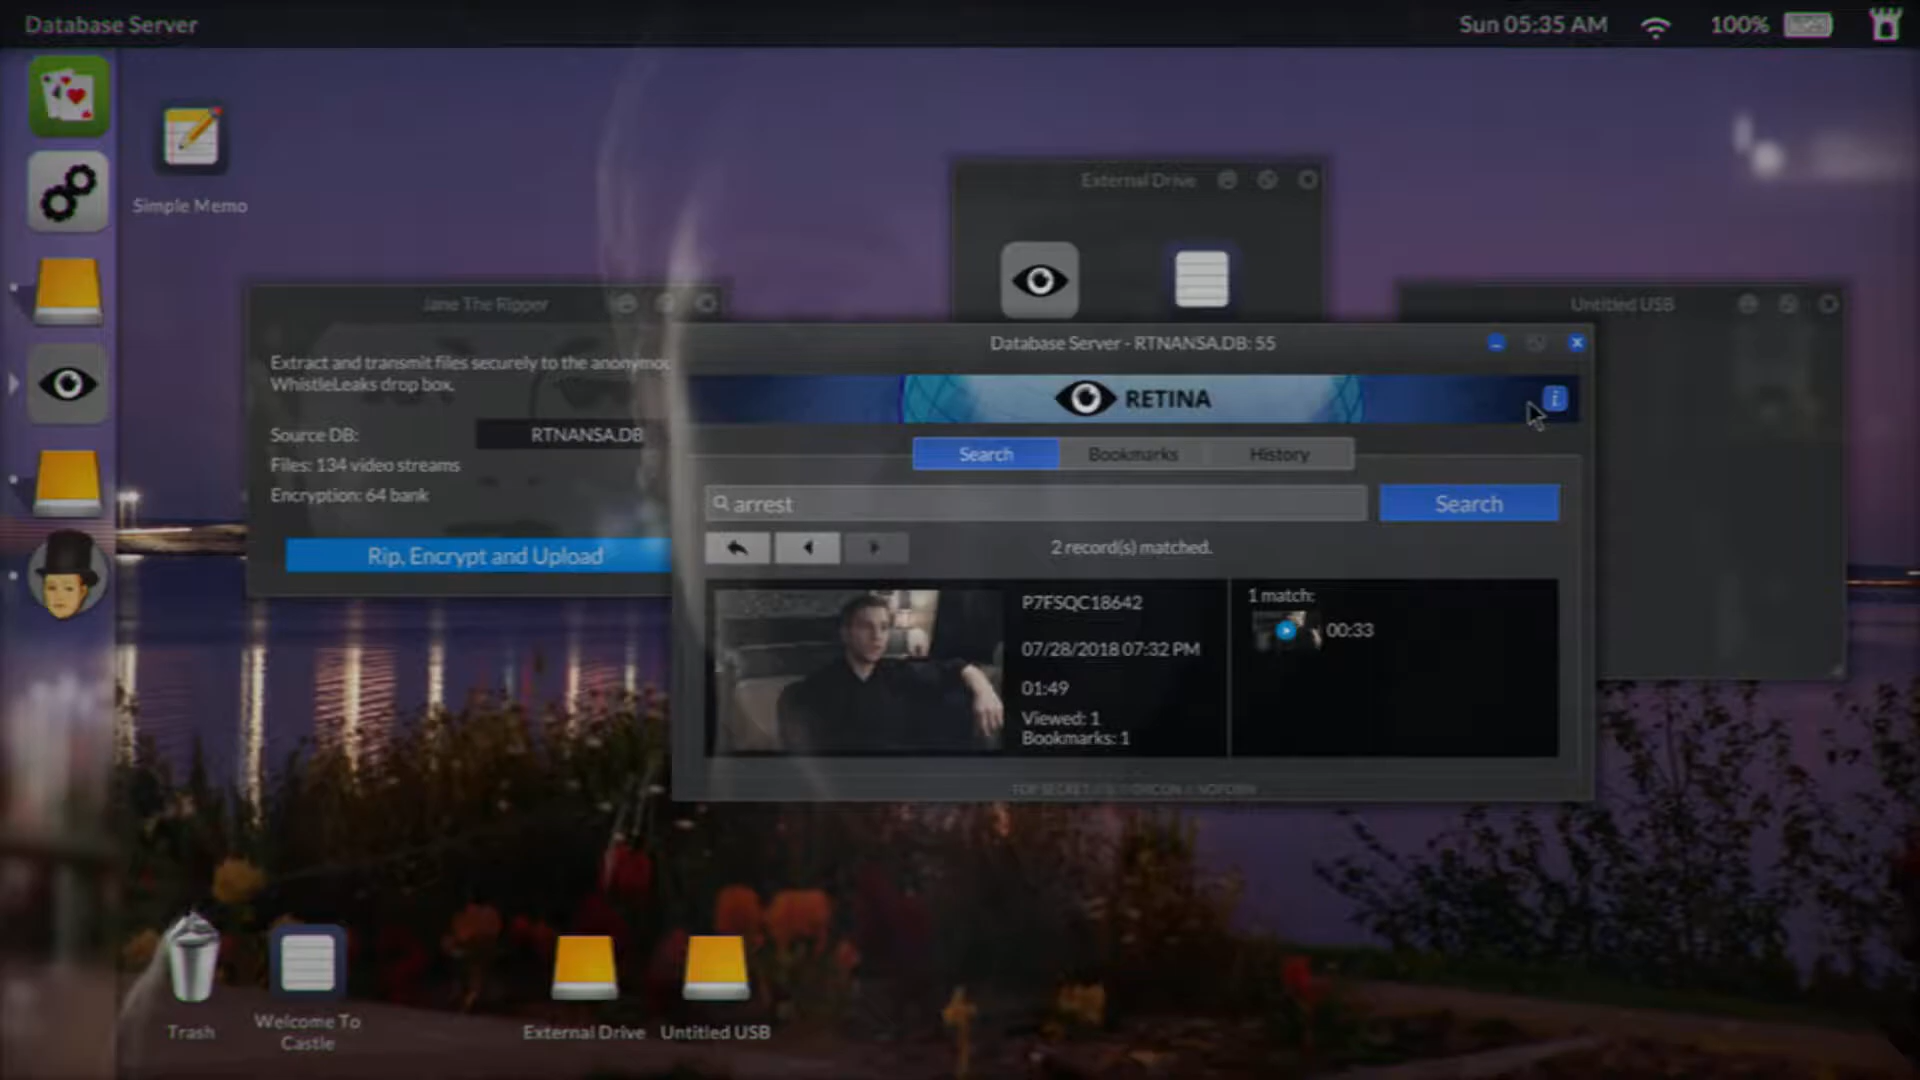 Database Server
Sun 05:35 AM
100%
Simple Memo
External Drive
Jane The Ripper
Extract and transmit files securely to the
WhistleLeaks drop box.
Source DB:
RTNANSA.DB
Files: 134 video streams
Encryption: 64 bank
Rip, Encrypt and Upload
Untitled USB
Database Server - RTNANSA.DB: 55
RETINA
i
Search
Bookmarks
History
arrest
Search
2 record(s) matched.
P7FSQC18642
07/28/2018 07:32 PM
01:49
Viewed: 1
Bookmarks: 1
1 match:
00:33
TOP SECRET
ORCON // NOFORN
Trash
Welcome To
Castle
External Drive
Untitled USB